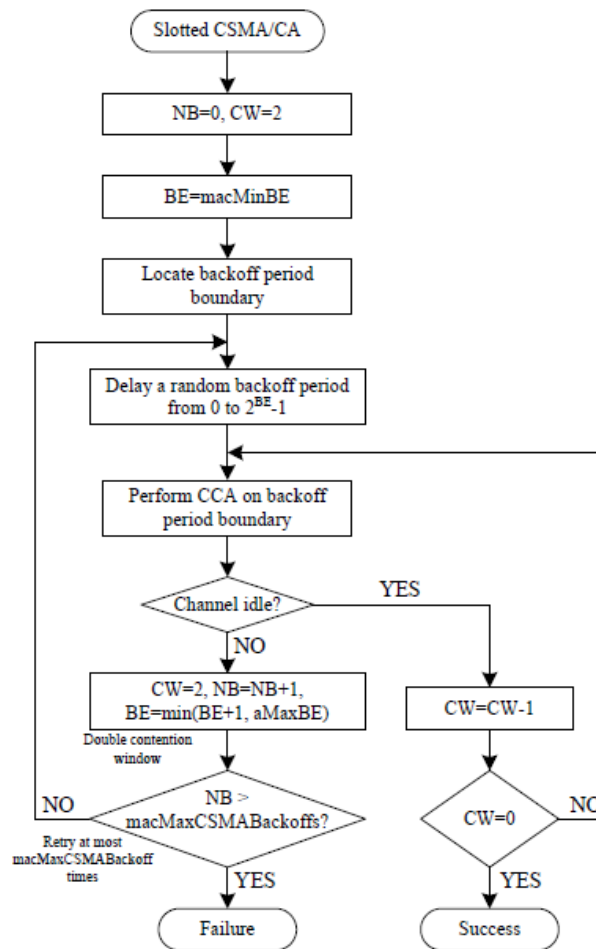 Slotted CSMA/CA
NB=0, CW=2
BE=macMinBE
Locate backoff period
boundary
Delay a random backoff period
from 0 to 2^BE-1
Perform CCA on backoff
period boundary
Channel idle?
YES
NO
CW=2, NB=NB+1,
BE=min(BE+1, aMaxBE)
Double contention
window
CW=CW-1
NB >
macMaxCSMABackoffs?
NO
Retry at most
macMaxCSMABackoff
times
YES
CW=0
NO
YES
Failure
Success